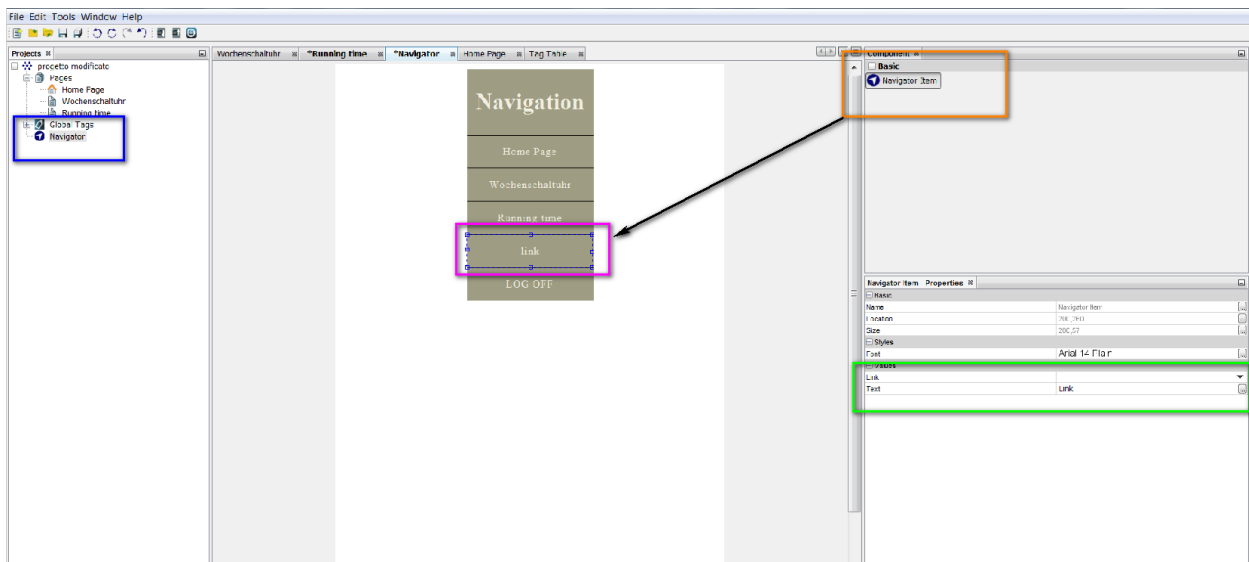 File Edit Tools Window Help
Projects
Wochenschaltuhr *Running time *Navigator Home Page Tag Table
Component
progetto modificato
Pages
Home Page
Wochenschaltuhr
Running time
Global Tags
Navigator
Navigation
Home Page
Wochenschaltuhr
Running time
link
LOG OFF
Basic
Navigator Item
Navigator Item Properties
Basic
Name Navigator Item
Location
Size 200,57
Styles
Font Arial 14 Plain
Values
Link
Text Link